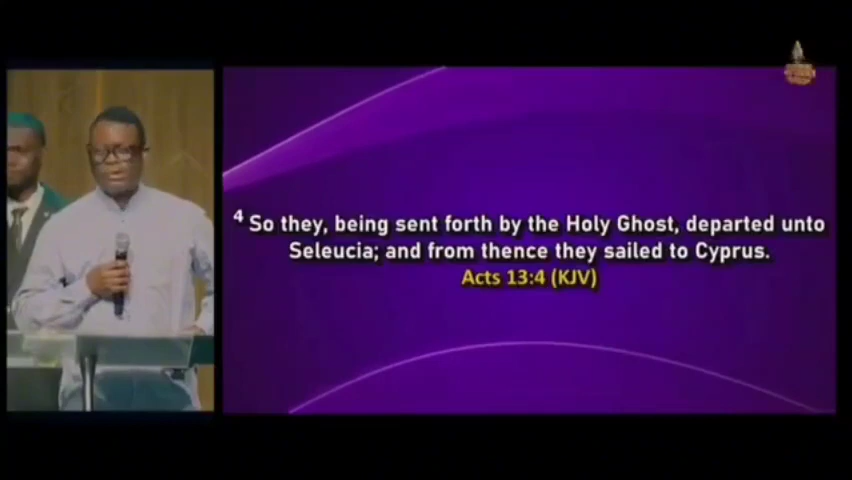 4 So they, being sent forth by the Holy Ghost, departed unto
Seleucia; and from thence they sailed to Cyprus.
Acts 13:4 (KJV)